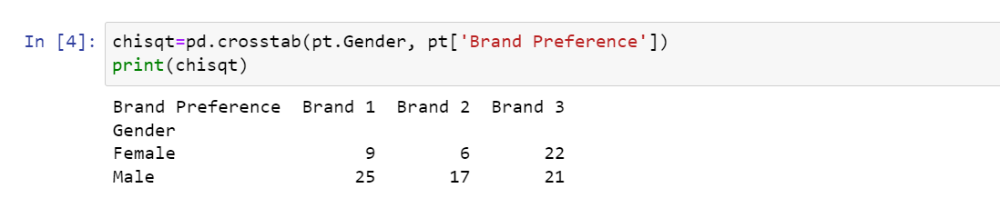 In [4]: chisqt=pd.crosstab(pt.Gender, pt['Brand Preference'])
print(chisqt)
Brand Preference  Brand 1  Brand 2  Brand 3
Gender
Female                  9        6       22
Male                   25       17       21